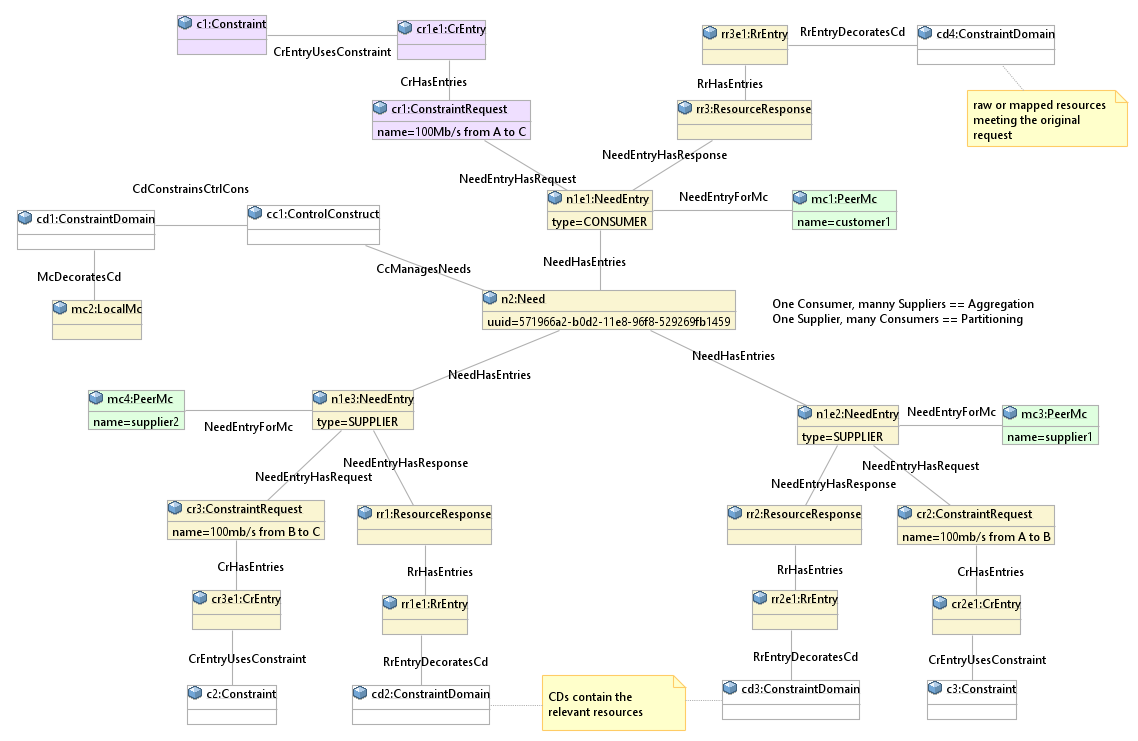 c1:Constraint
CrEntryUsesConstraint
cr1e1:CrEntry
CrHasEntries
cr1:ConstraintRequest
name=100Mb/s from A to C
NeedEntryHasRequest
rr3e1:RrEntry
RrEntryDecoratesCd
cd4:ConstraintDomain
RrHasEntries
rr3:ResourceResponse
raw or mapped resources
meeting the original
request
NeedEntryHasResponse
n1e1:NeedEntry
type=CONSUMER
NeedEntryForMc
mc1:PeerMc
name=customer1
CdConstrainsCtrlCons
cd1:ConstraintDomain
cc1:ControlConstruct
McDecoratesCd
mc2:LocalMc
CcManagesNeeds
NeedHasEntries
n2:Need
uuid=571966a2-b0d2-11e8-96f8-529269fb1459
One Consumer, manny Suppliers == Aggregation
One Supplier, many Consumers == Partitioning
NeedHasEntries
NeedHasEntries
mc4:PeerMc
name=supplier2
NeedEntryForMc
n1e3:NeedEntry
type=SUPPLIER
n1e2:NeedEntry
type=SUPPLIER
NeedEntryForMc
mc3:PeerMc
name=supplier1
NeedEntryHasRequest
NeedEntryHasResponse
NeedEntryHasResponse
NeedEntryHasRequest
cr3:ConstraintRequest
name=100mb/s from B to C
rr1:ResourceResponse
rr2:ResourceResponse
cr2:ConstraintRequest
name=100mb/s from A to B
CrHasEntries
RrHasEntries
RrHasEntries
CrHasEntries
cr3e1:CrEntry
rr1e1:RrEntry
rr2e1:RrEntry
cr2e1:CrEntry
CrEntryUsesConstraint
RrEntryDecoratesCd
RrEntryDecoratesCd
CrEntryUsesConstraint
c2:Constraint
cd2:ConstraintDomain
CDs contain the
relevant resources
cd3:ConstraintDomain
c3:Constraint